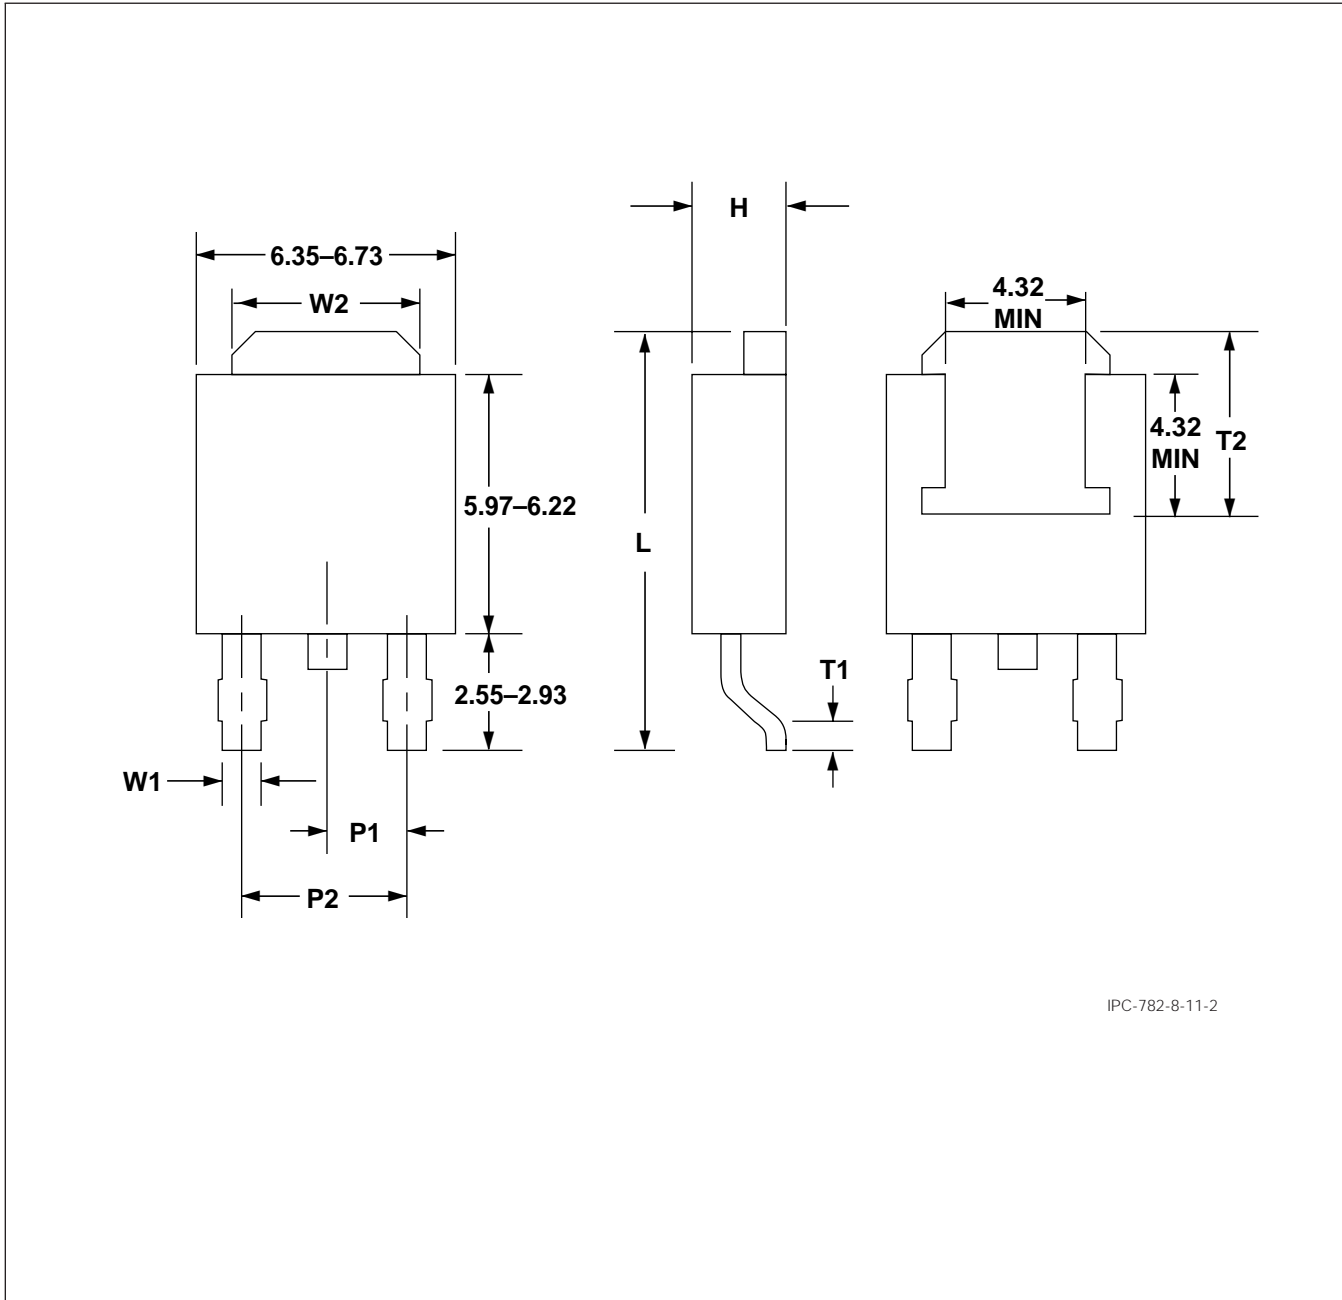 H
6.35–6.73
W2
4.32
MIN
4.32
MIN
T2
5.97–6.22
L
T1
2.55–2.93
W1
P1
P2
IPC-782-8-11-2